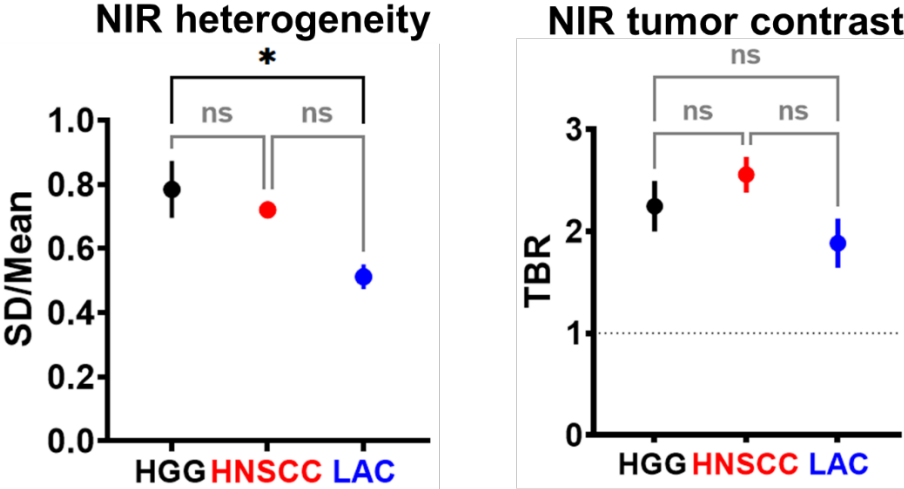 NIR heterogeneity
*
ns ns
1.0
0.8
0.6
0.4
0.2
0.0
SD/Mean
HGG HNSCC LAC
NIR tumor contrast
ns
ns ns
3
2
1
0
TBR
HGG HNSCC LAC